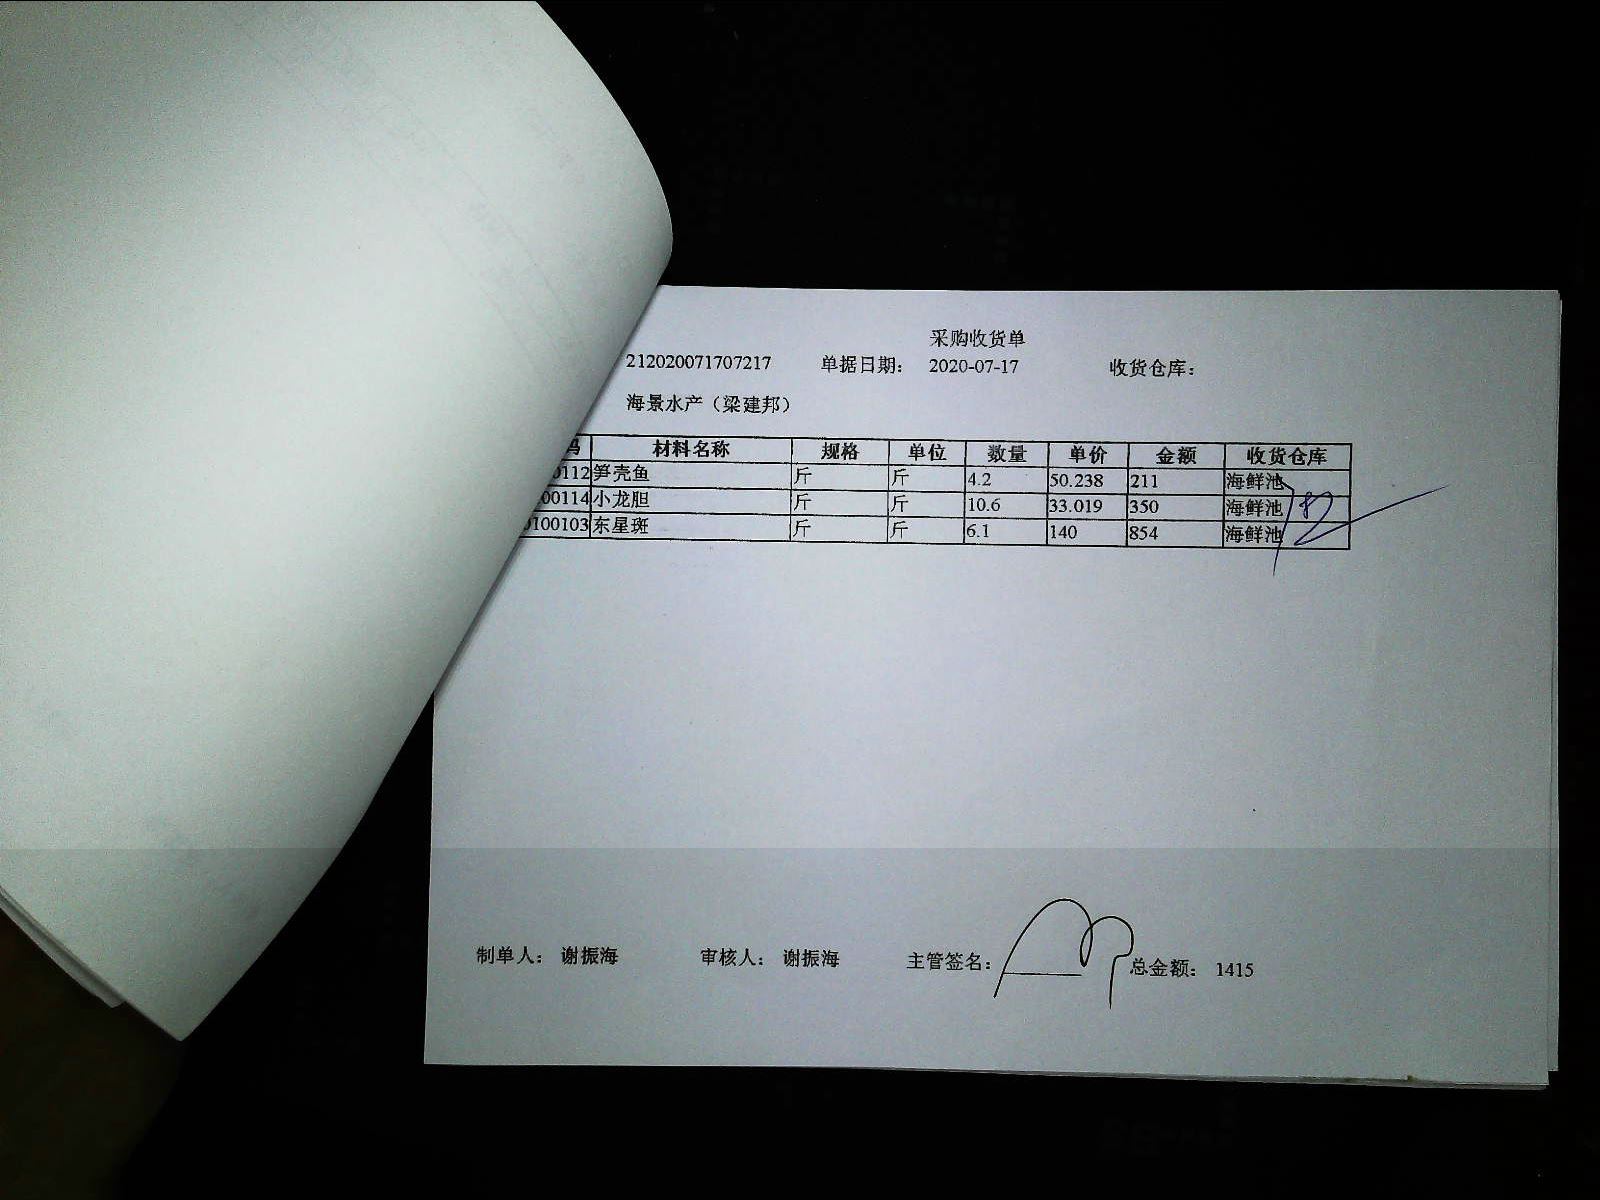 采购收货单
212020071707217 单据日期： 2020-07-17 收货仓库：
海景水产（梁建邦）
码 材料名称 规格 单位 数量 单价 金额 收货仓库
0112 笋壳鱼 斤 斤 4.2 50.238 211 海鲜池
00114 小龙胆 斤 斤 10.6 33.019 350 海鲜池
0100103 东星斑 斤 斤 6.1 140 854 海鲜池
制单人： 谢振海 审核人： 谢振海 主管签名： 总金额： 1415